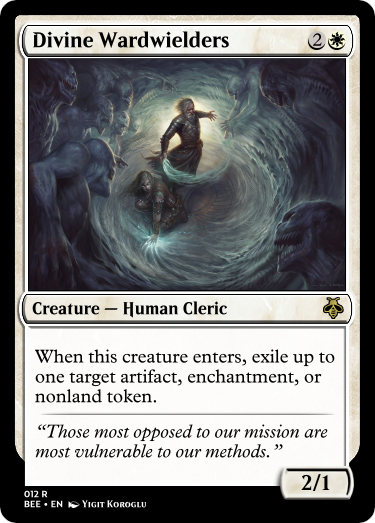 Divine Wardwielders 2
Creature — Human Cleric
When this creature enters, exile up to
one target artifact, enchantment, or
nonland token.
“Those most opposed to our mission are
most vulnerable to our methods.”
2/1
012 R
BEE • EN Yigit Koroglu